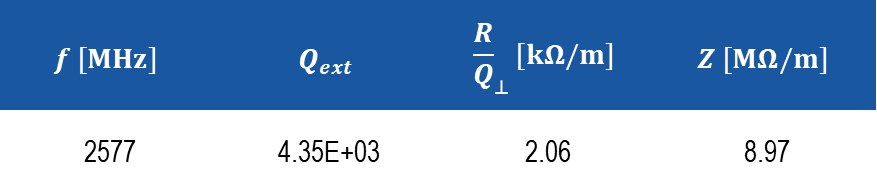 f [MHz] Q_ext R/Q_⊥ [kΩ/m] Z [MΩ/m]
2577 4.35E+03 2.06 8.97